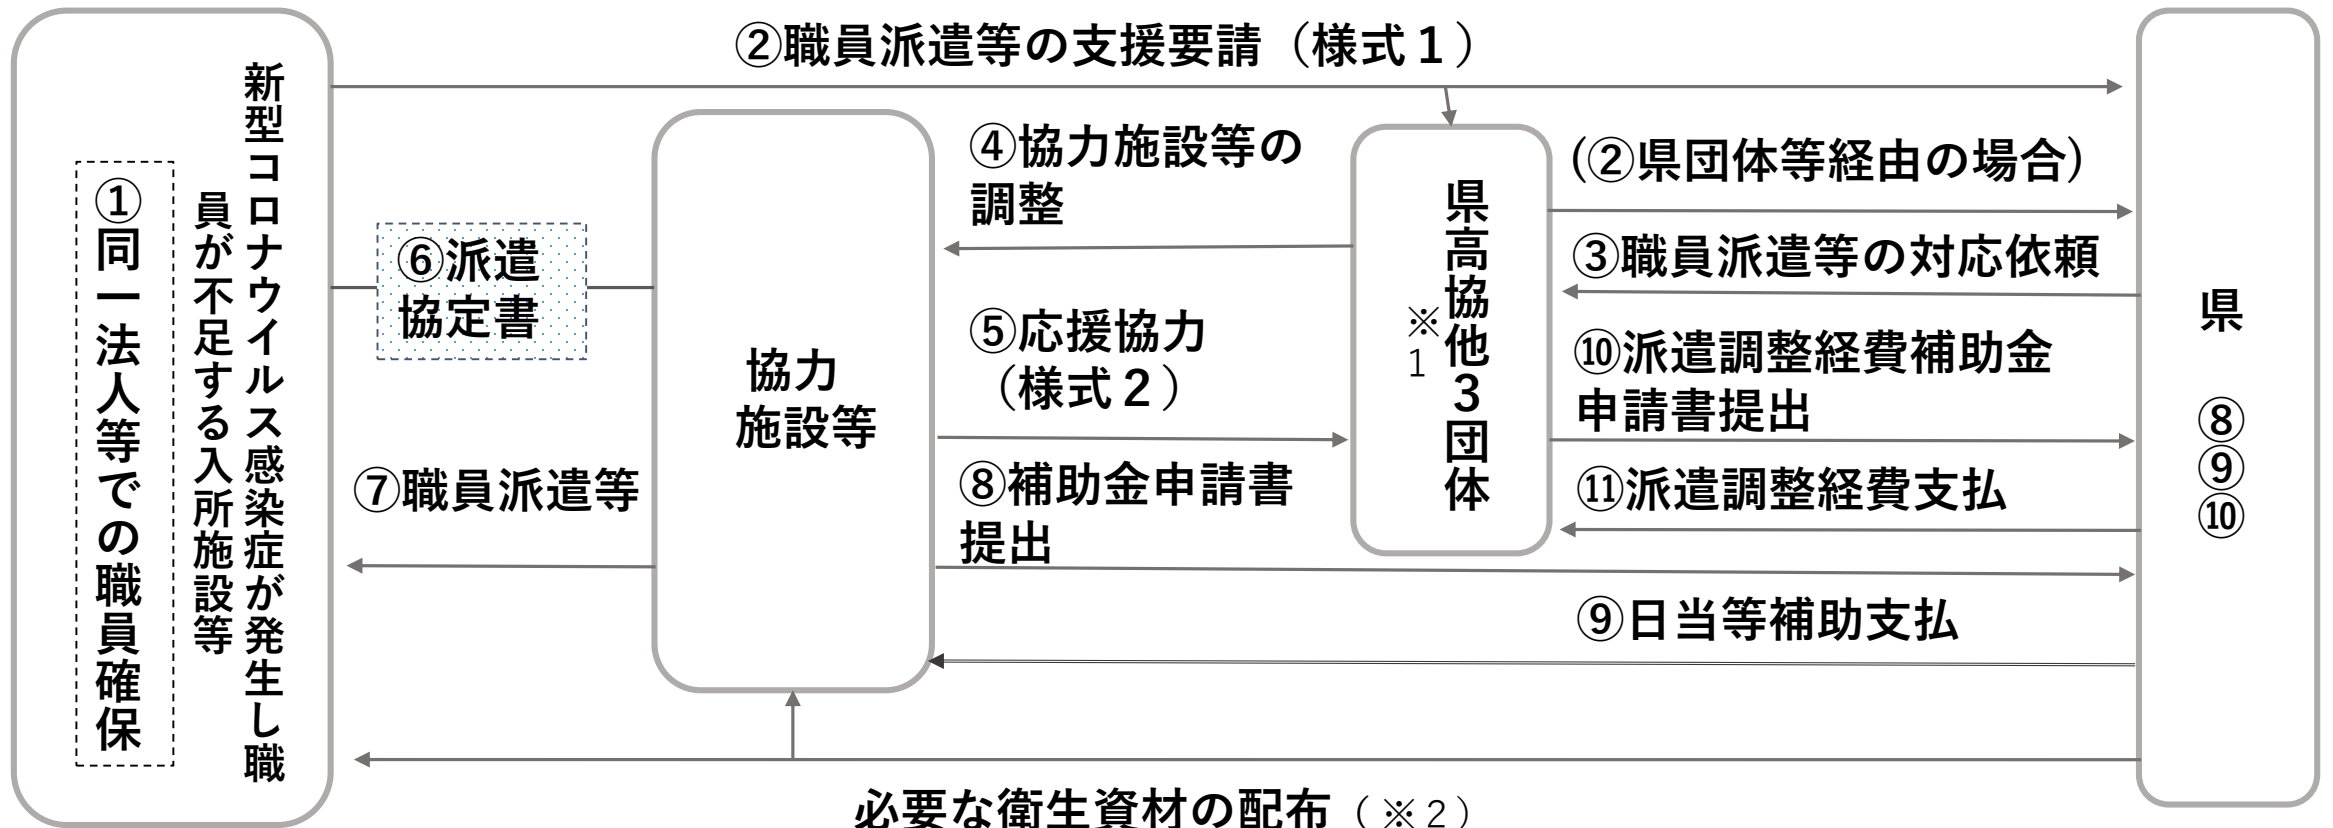 新型コロナウイルス感染症が発生し職
員が不足する入所施設等
①同一法人等での職員確保
②職員派遣等の支援要請（様式１）
⑥派遣
協定書
⑦職員派遣等
協力
施設等
④協力施設等の
調整
⑤応援協力
（様式２）
⑧補助金申請書
提出
県高協他３団体
※１
（②県団体等経由の場合）
③職員派遣等の対応依頼
⑩派遣調整経費補助金
申請書提出
⑪派遣調整経費支払
⑨日当等補助支払
県 ⑧⑨⑩
必要な衛生資材の配布（※２）